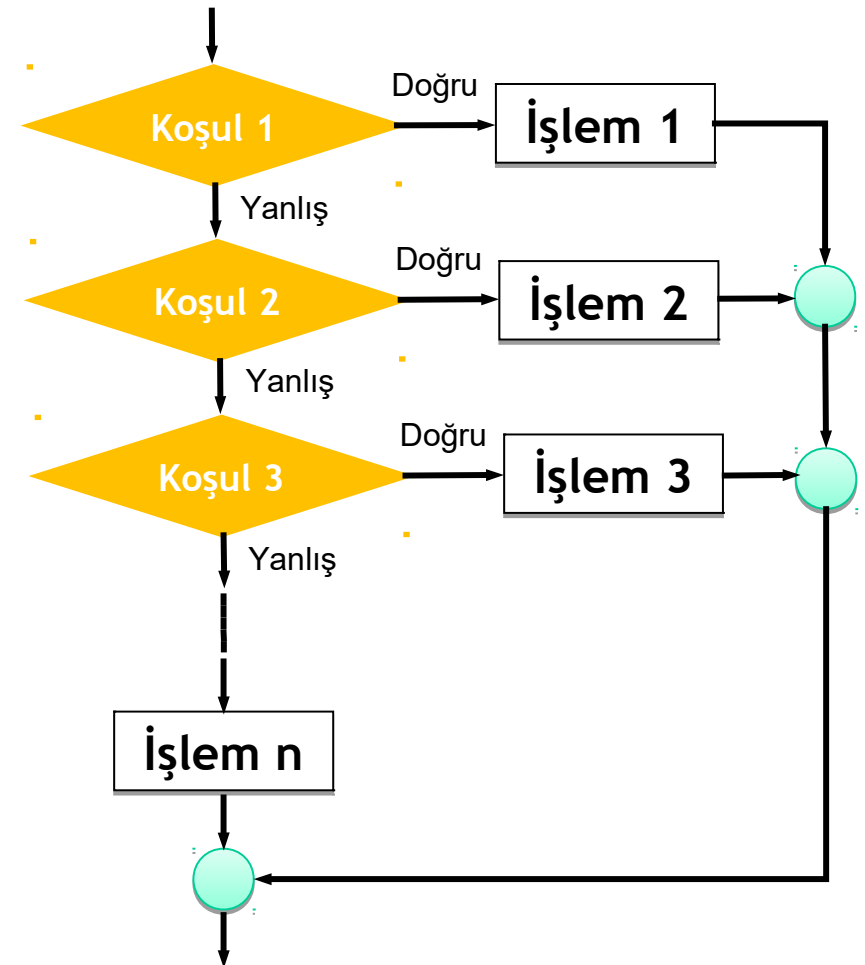 Doğru
Koşul 1
İşlem 1
Yanlış
Doğru
Koşul 2
İşlem 2
Yanlış
Doğru
Koşul 3
İşlem 3
Yanlış
İşlem n